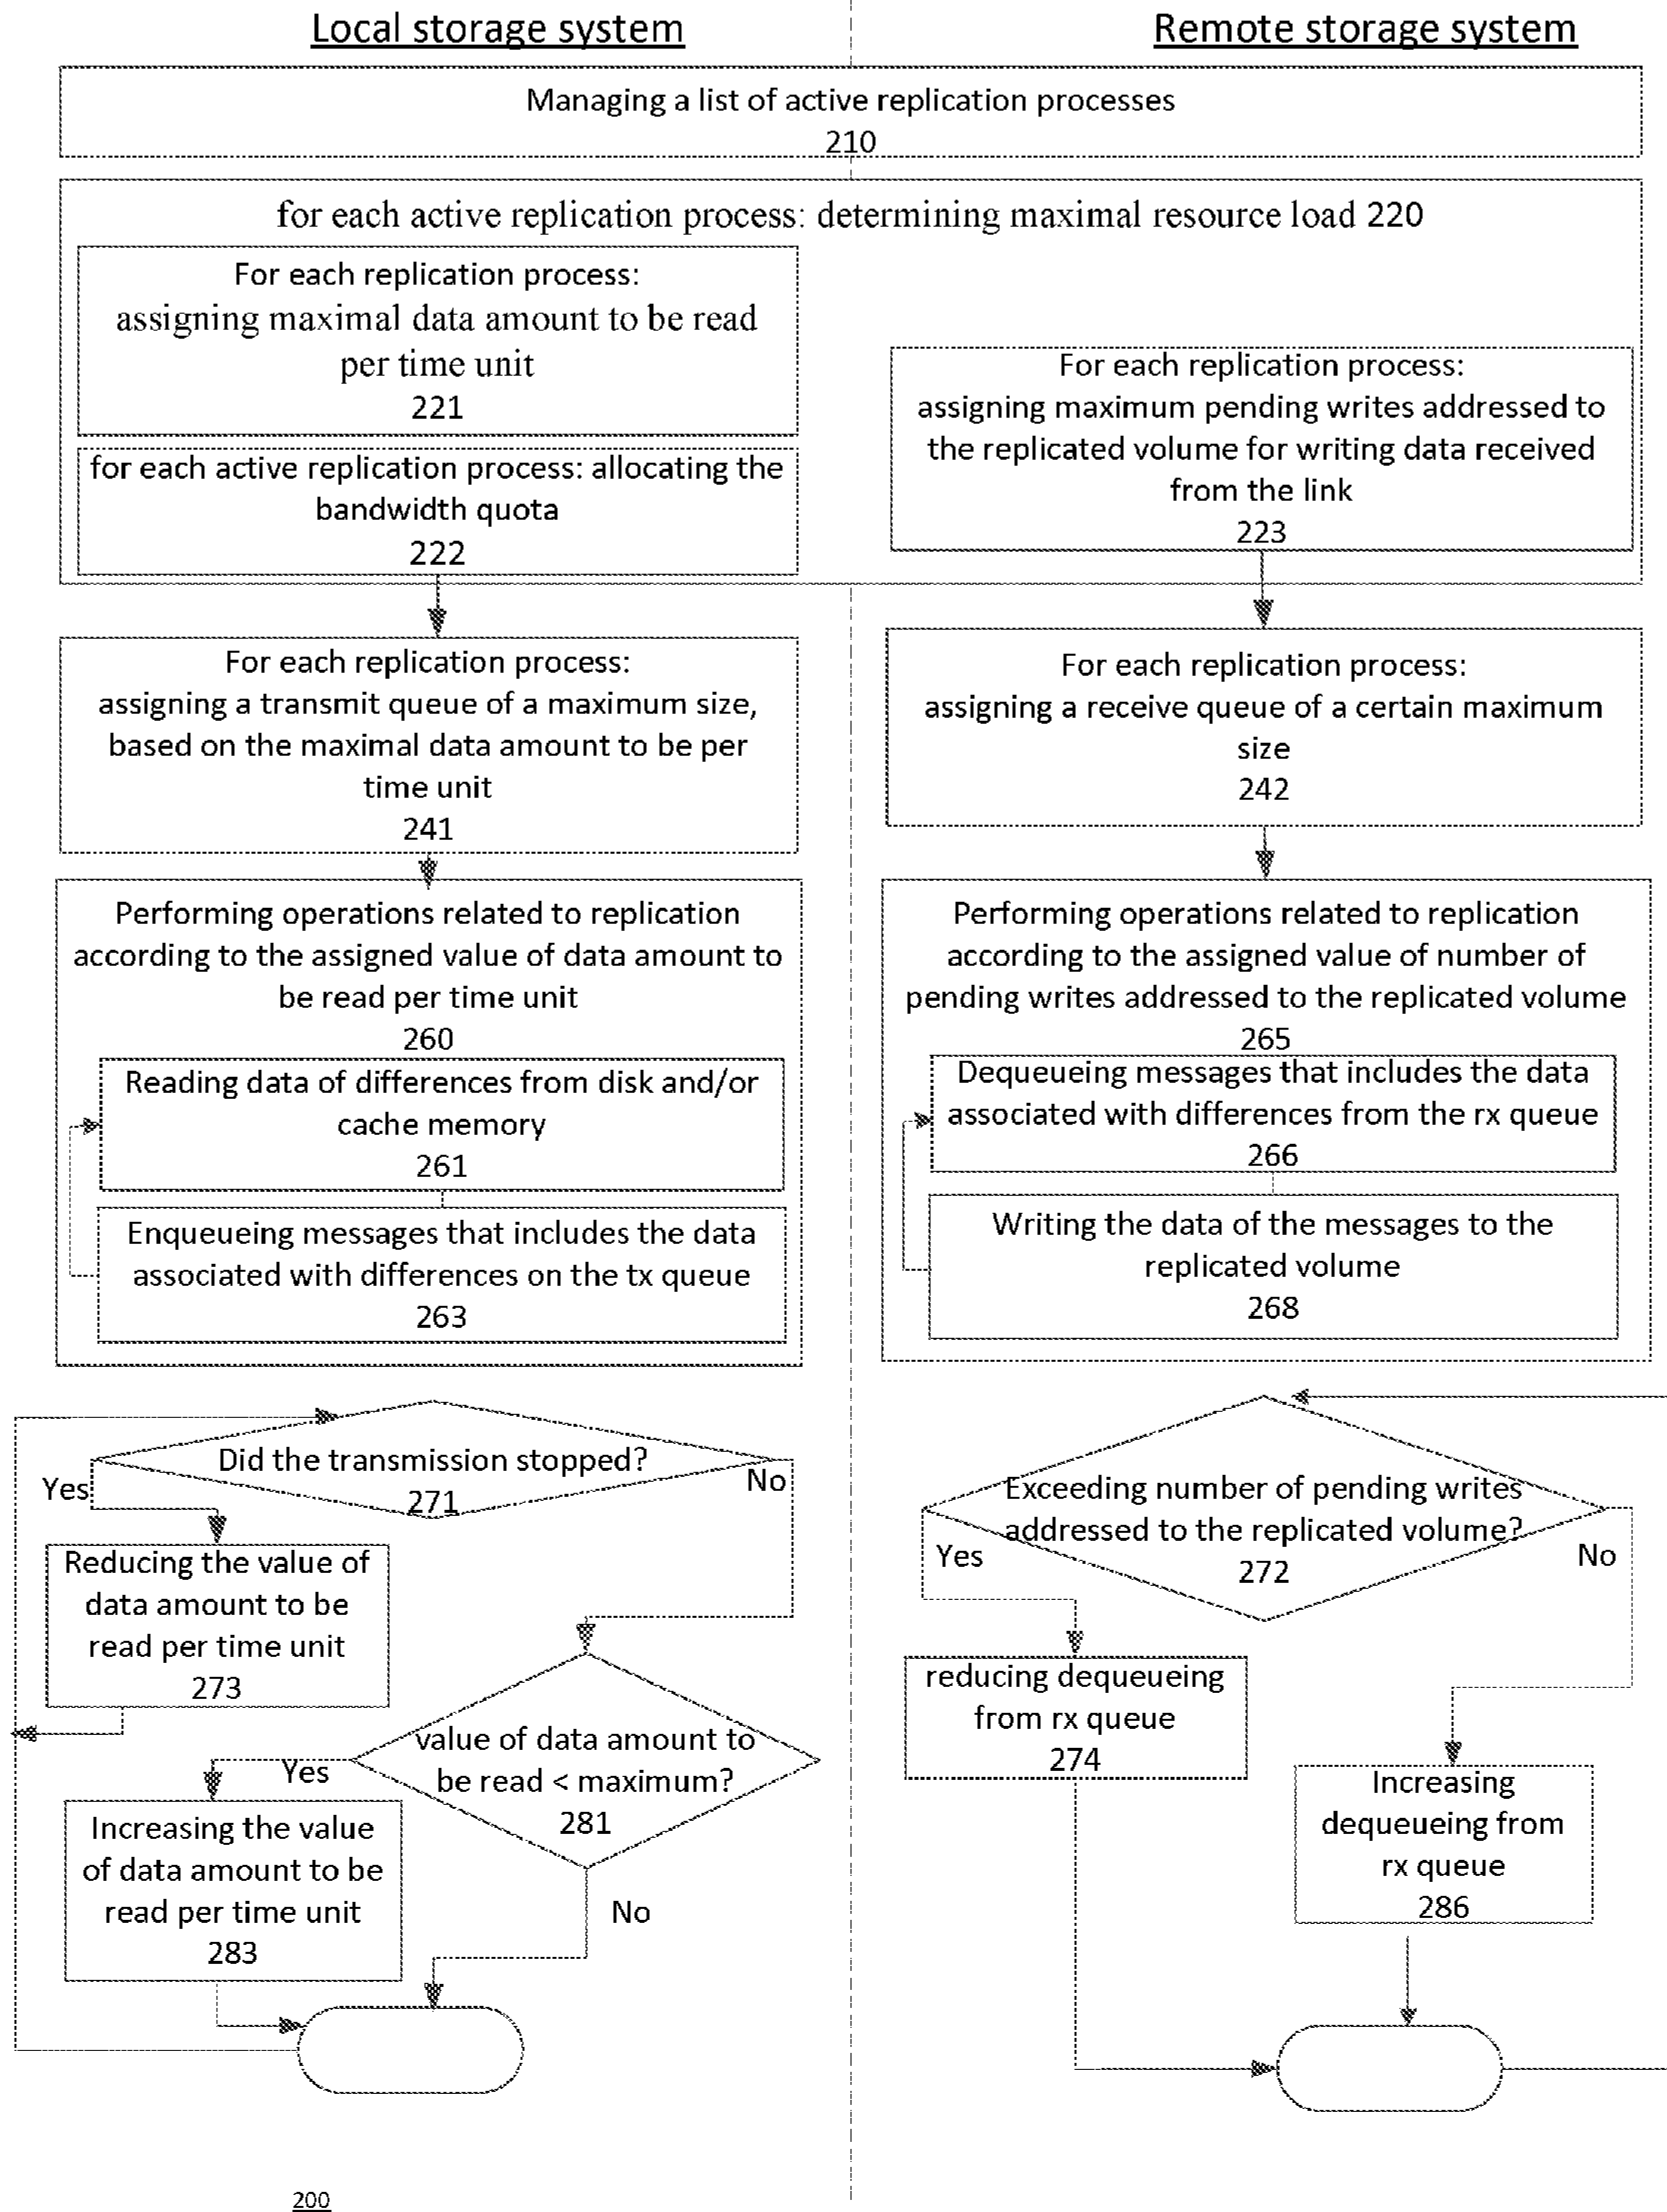 Local storage system
Remote storage system
Managing a list of active replication processes
210
for each active replication process: determining maximal resource load 220
For each replication process:
assigning maximal data amount to be read
per time unit
221
for each active replication process: allocating the
bandwidth quota
222
For each replication process:
assigning maximum pending writes addressed to
the replicated volume for writing data received
from the link
223
For each replication process:
assigning a transmit queue of a maximum size,
based on the maximal data amount to be per
time unit
241
For each replication process:
assigning a receive queue of a certain maximum
size
242
Performing operations related to replication
according to the assigned value of data amount to
be read per time unit
260
Reading data of differences from disk and/or
cache memory
261
Enqueueing messages that includes the data
associated with differences on the tx queue
263
Performing operations related to replication
according to the assigned value of number of
pending writes addressed to the replicated volume
265
Dequeueing messages that includes the data
associated with differences from the rx queue
266
Writing the data of the messages to the
replicated volume
268
Did the transmission stopped?
271
Yes
No
Reducing the value of
data amount to be
read per time unit
273
value of data amount to
be read < maximum?
281
Yes
No
Increasing the value
of data amount to be
read per time unit
283
Exceeding number of pending writes
addressed to the replicated volume?
272
Yes
No
reducing dequeueing
from rx queue
274
Increasing
dequeueing from
rx queue
286
200